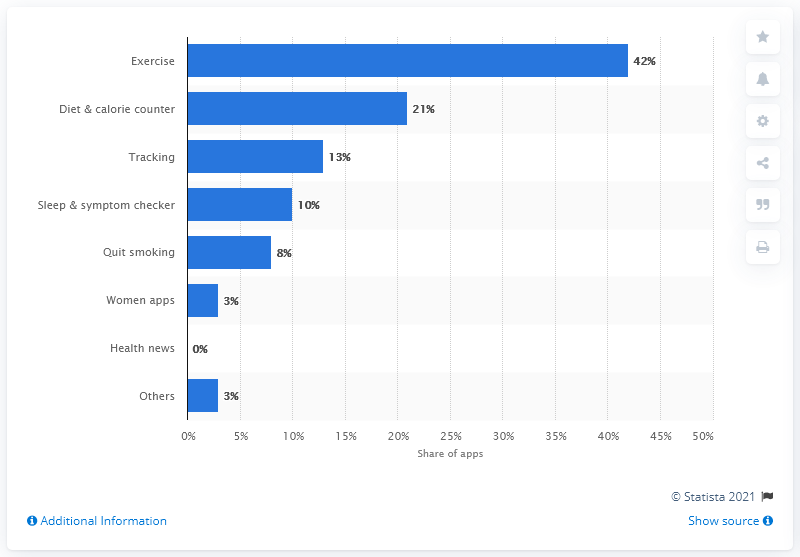 Exercise 42%
Diet & calorie counter 21%
Tracking 13%
Sleep & symptom checker 10%
Quit smoking 8%
Women apps 3%
Health news 0%
Others 3%
0% 5% 10% 15% 20% 25% 30% 35% 40% 45% 50%
Share of apps
© Statista 2021
Additional Information Show source